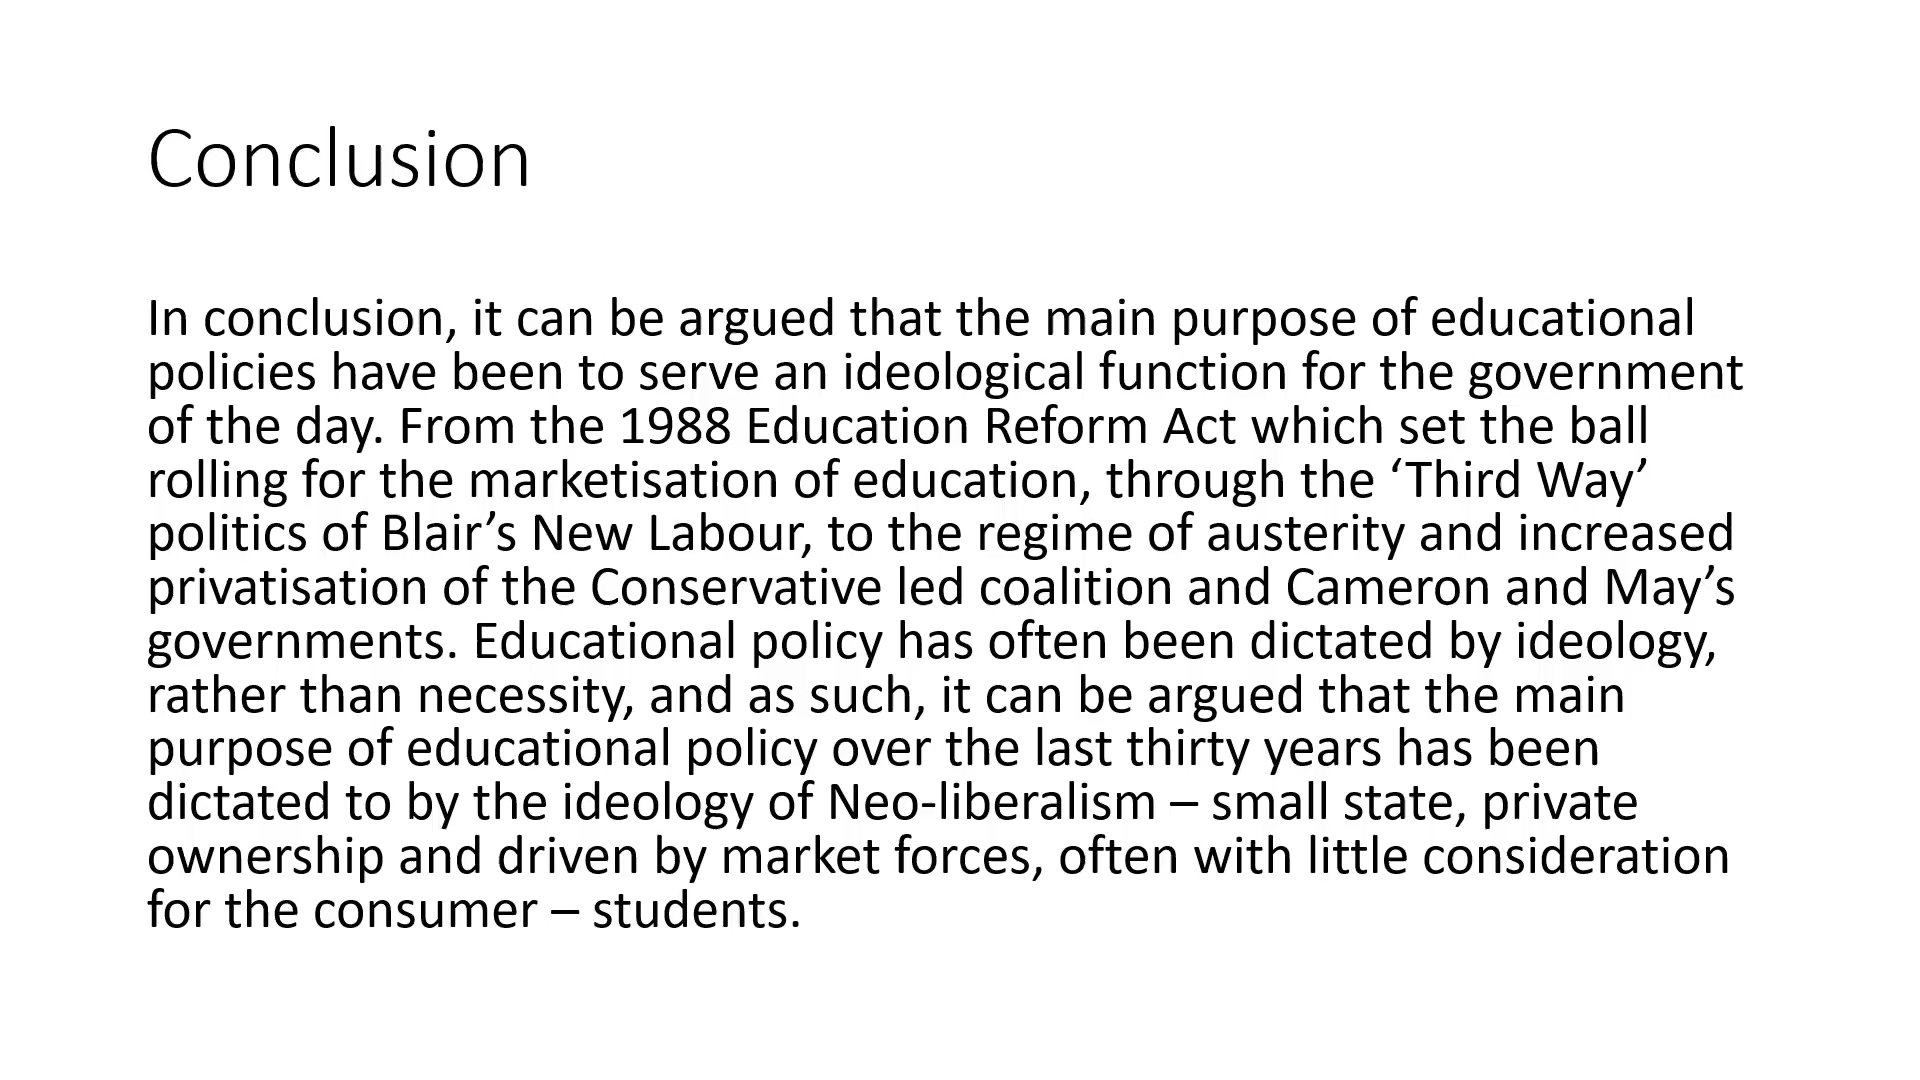 Conclusion
In conclusion, it can be argued that the main purpose of educational
policies have been to serve an ideological function for the government
of the day. From the 1988 Education Reform Act which set the ball
rolling for the marketisation of education, through the ‘Third Way’
politics of Blair’s New Labour, to the regime of austerity and increased
privatisation of the Conservative led coalition and Cameron and May’s
governments. Educational policy has often been dictated by ideology,
rather than necessity, and as such, it can be argued that the main
purpose of educational policy over the last thirty years has been
dictated to by the ideology of Neo-liberalism – small state, private
ownership and driven by market forces, often with little consideration
for the consumer – students.